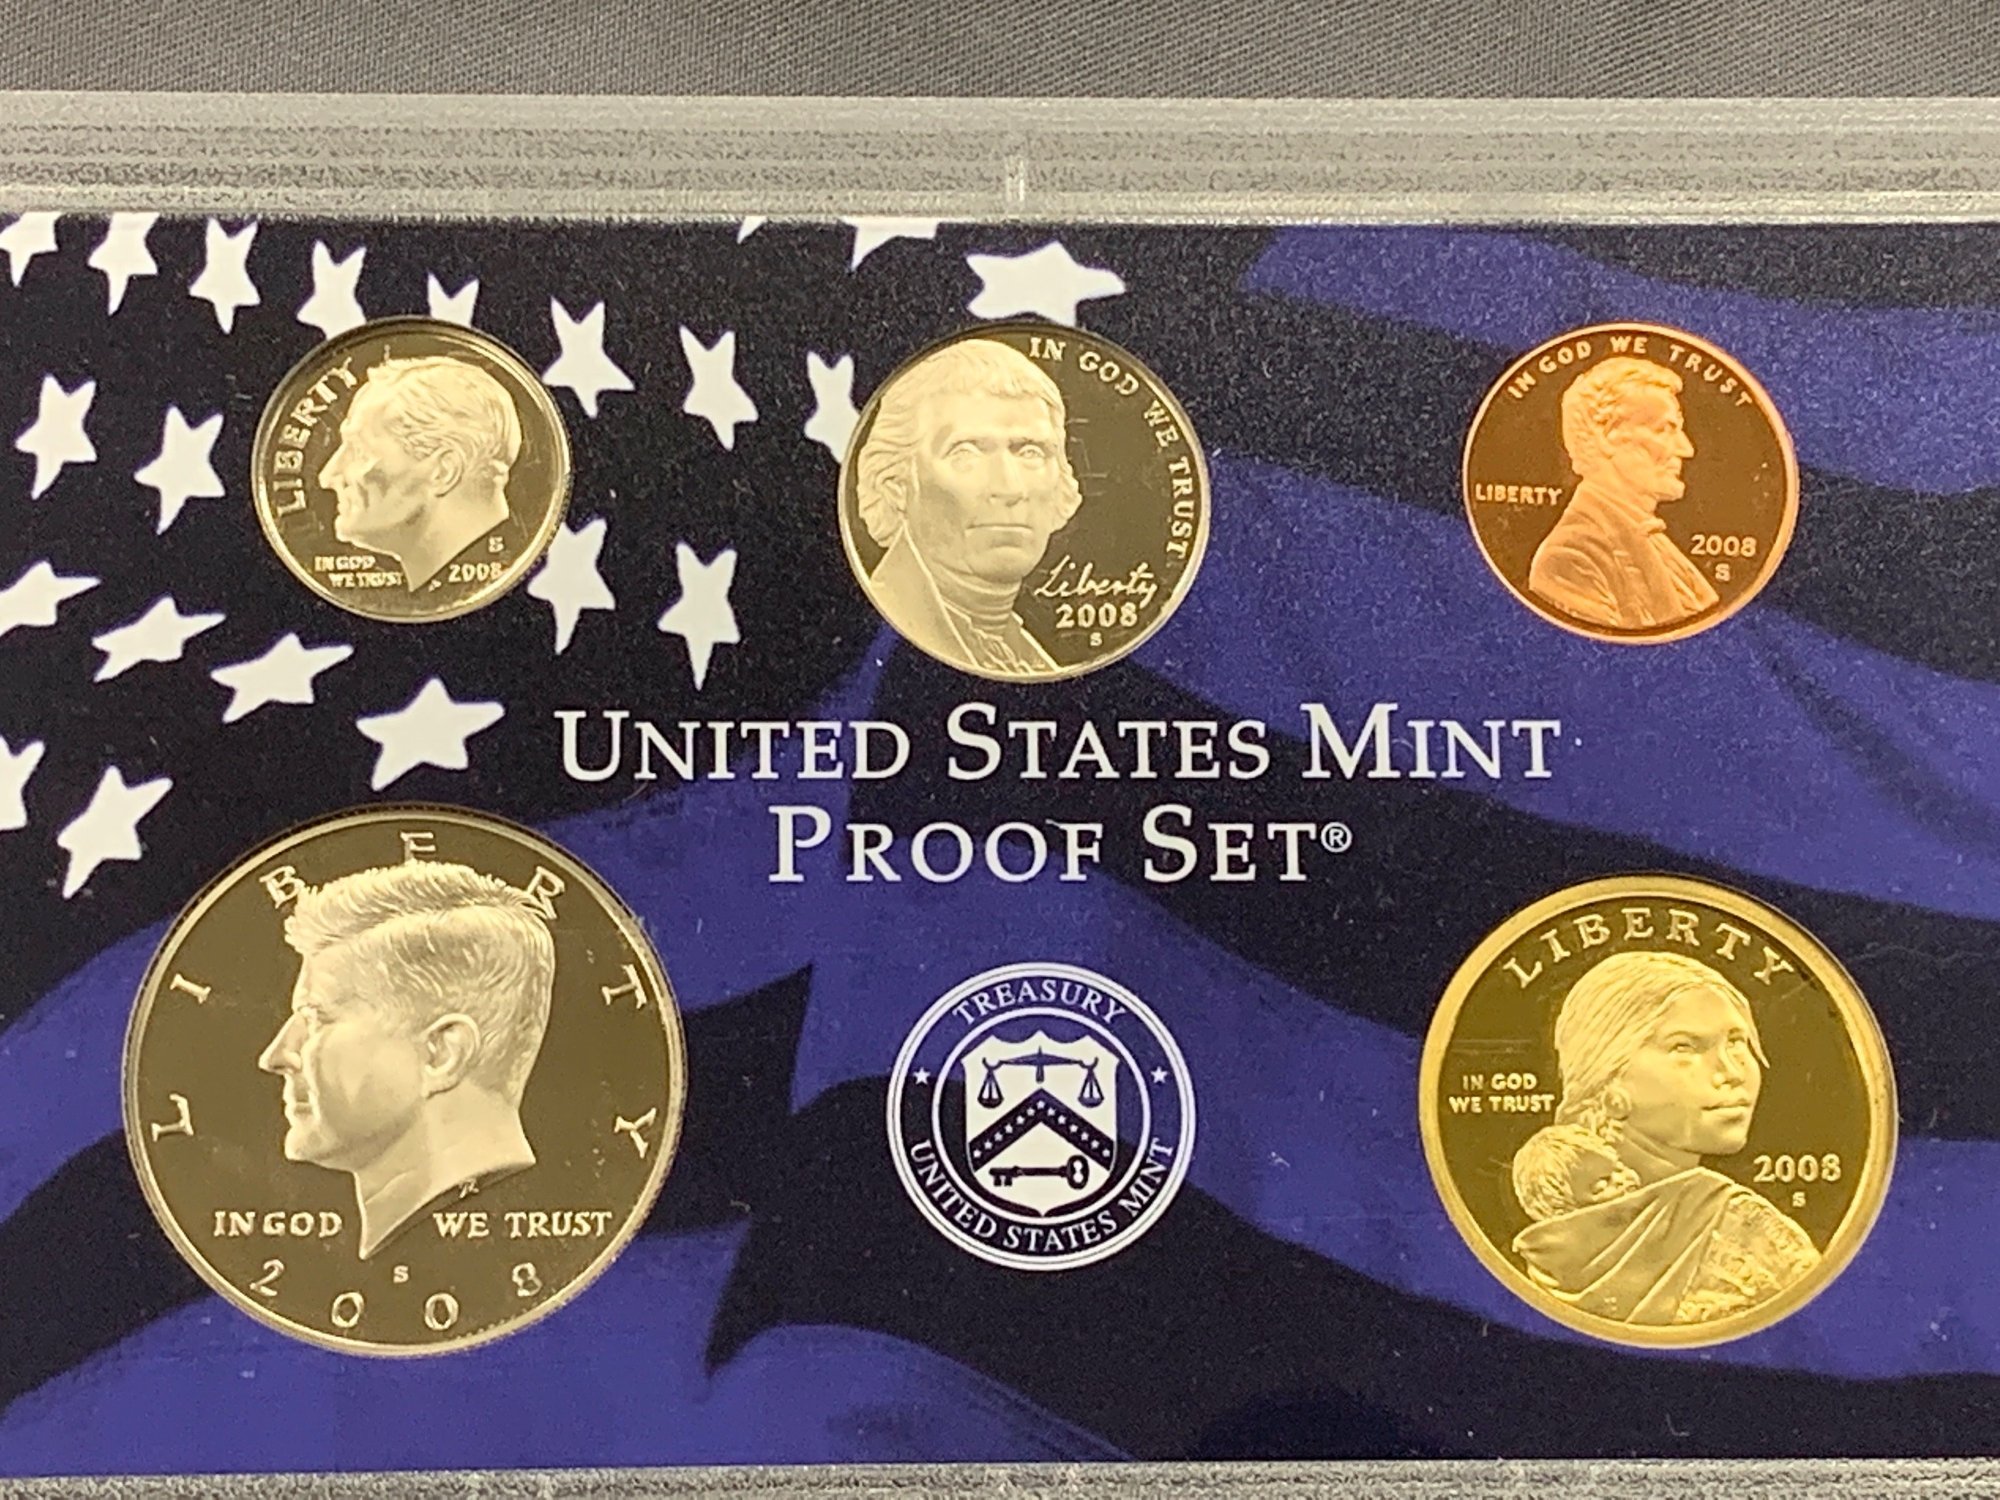 LIBERTY
IN GOD
WE TRUST
S
2008
IN GOD WE TRUST
Liberty
2008
S
IN GOD WE TRUST
LIBERTY
2008
S
UNITED STATES MINT
PROOF SET®
LIBERTY
IN GOD WE TRUST
S
2008
TREASURY
UNITED STATES MINT
LIBERTY
IN GOD
WE TRUST
2008
S